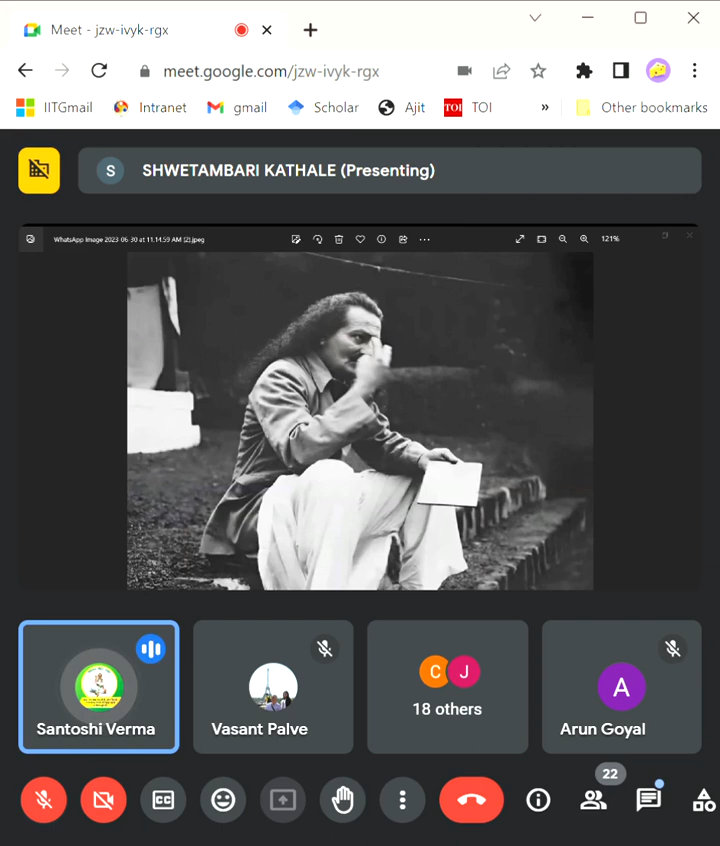 Meet - jzw-ivyk-rgx
meet.google.com/jzw-ivyk-rgx
IITGmail Intranet gmail Scholar Ajit TOI TOI » Other bookmarks
S SHWETAMBARI KATHALE (Presenting)
WhatsApp Image 2023-06-30 at 11.14.59 AM (2).jpeg 121%
C J
A
18 others
Santoshi Verma Vasant Palve Arun Goyal
22
CC